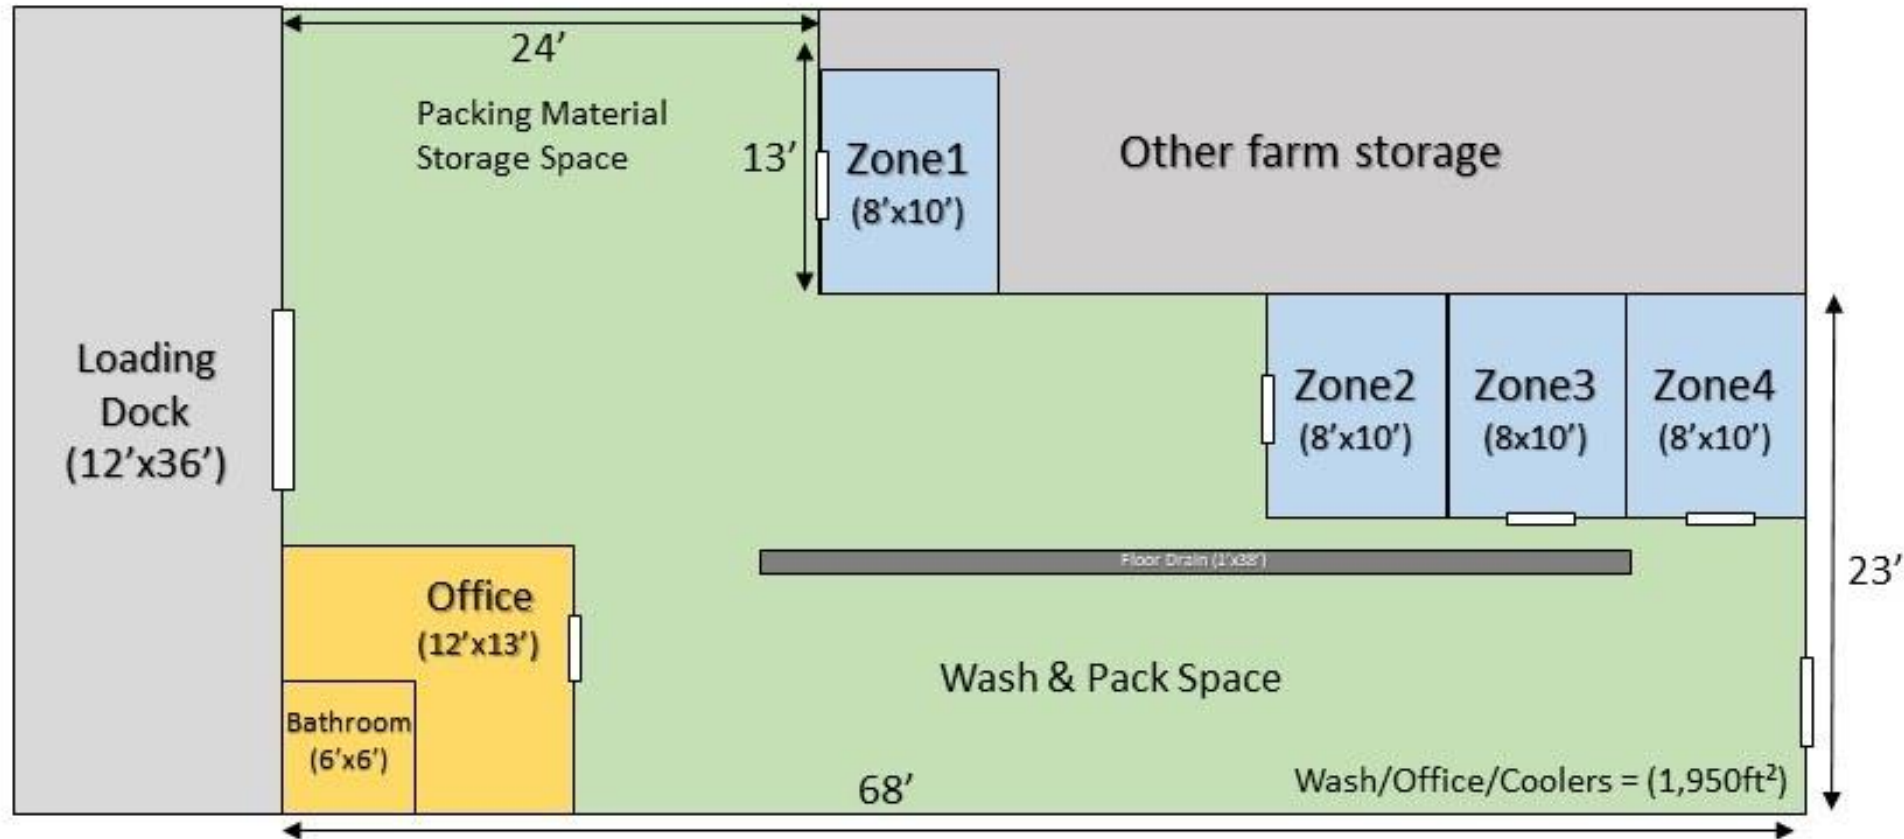 24’
Packing Material
Storage Space
13’
Zone1
(8’x10’)
Other farm storage
Loading
Dock
(12’x36’)
Zone2
(8’x10’)
Zone3
(8x10’)
Zone4
(8’x10’)
Floor Drain (1’x38’)
23’
Office
(12’x13’)
Wash & Pack Space
Bathroom
(6’x6’)
68’
Wash/Office/Coolers = (1,950ft²)